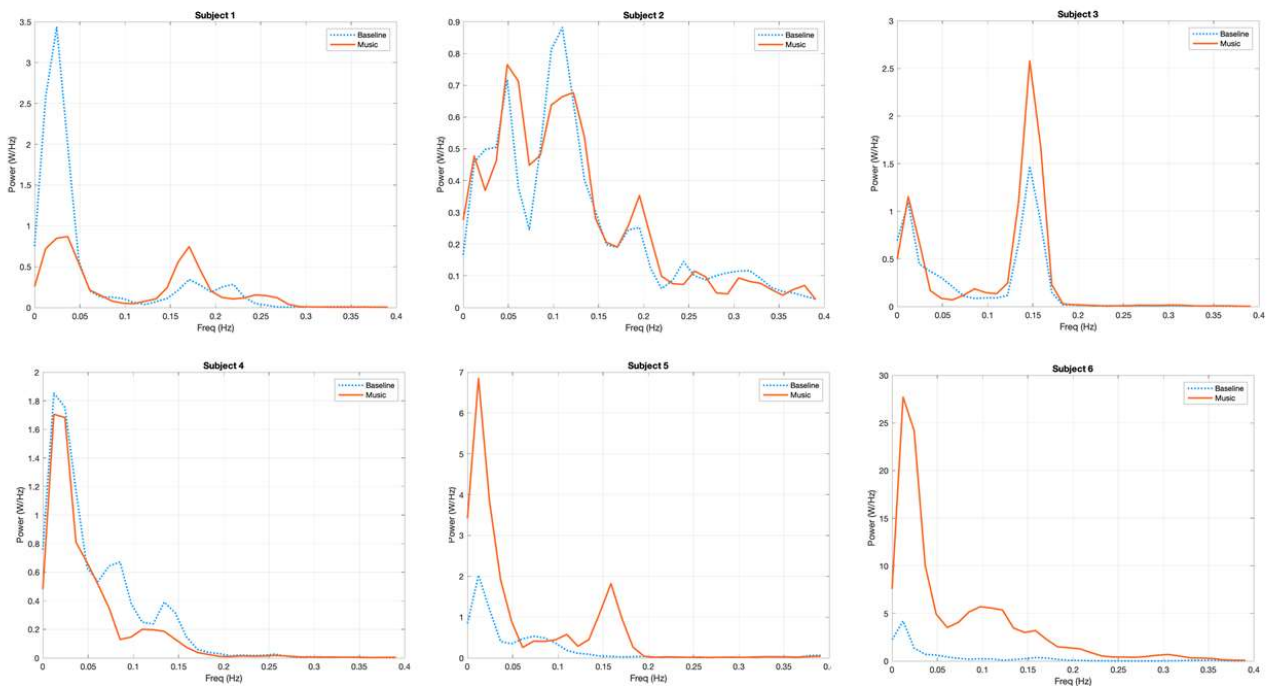 Subject 1
Baseline
Music
3.5
3
2.5
2
1.5
1
0.5
0
Power (W/Hz)
0 0.05 0.1 0.15 0.2 0.25 0.3 0.35 0.4
Freq (Hz)
Subject 2
Baseline
Music
0.9
0.8
0.7
0.6
0.5
0.4
0.3
0.2
0.1
0
Power (W/Hz)
0 0.05 0.1 0.15 0.2 0.25 0.3 0.35 0.4
Freq (Hz)
Subject 3
Baseline
Music
3
2.5
2
1.5
1
0.5
0
Power (W/Hz)
0 0.05 0.1 0.15 0.2 0.25 0.3 0.35 0.4
Freq (Hz)
Subject 4
Baseline
Music
2
1.8
1.6
1.4
1.2
1
0.8
0.6
0.4
0.2
0
Power (W/Hz)
0 0.05 0.1 0.15 0.2 0.25 0.3 0.35 0.4
Freq (Hz)
Subject 5
Baseline
Music
7
6
5
4
3
2
1
0
Power (W/Hz)
0 0.05 0.1 0.15 0.2 0.25 0.3 0.35
Freq (Hz)
Subject 6
Baseline
Music
30
25
20
15
10
5
0
Power (W/Hz)
0 0.05 0.1 0.15 0.2 0.25 0.3 0.35 0.4
Freq (Hz)